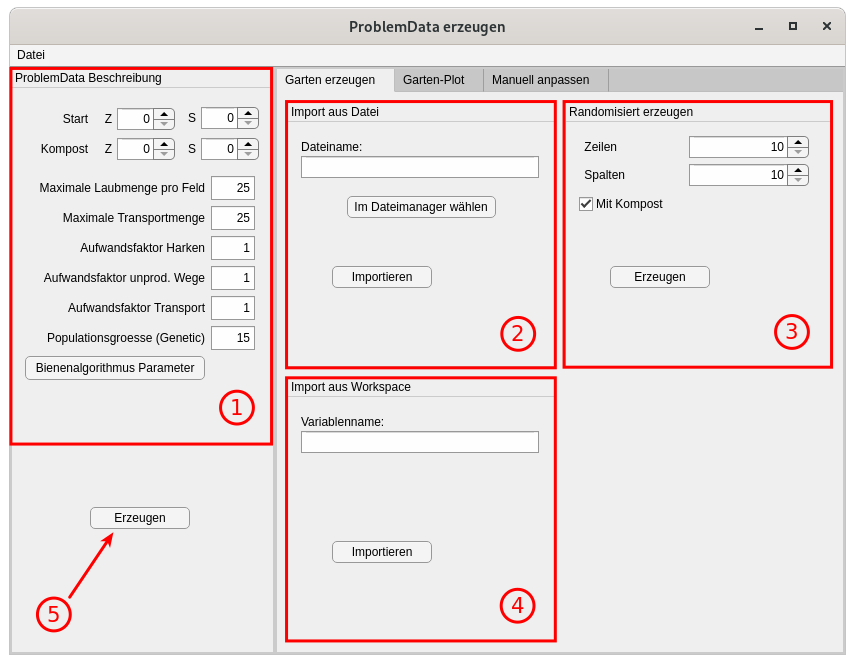 ProblemData erzeugen
Datei
ProblemData Beschreibung
Start Z 0 S 0
Kompost Z 0 S 0
Maximale Laubmenge pro Feld 25
Maximale Transportmenge 25
Aufwandsfaktor Harken 1
Aufwandsfaktor unprod. Wege 1
Aufwandsfaktor Transport 1
Populationsgroesse (Genetic) 15
Bienenalgorithmus Parameter
1
Erzeugen
5
Garten erzeugen Garten-Plot Manuell anpassen
Import aus Datei
Dateiname:
Im Dateimanager wählen
Importieren
2
Randomisiert erzeugen
Zeilen 10
Spalten 10
Mit Kompost
Erzeugen
3
Import aus Workspace
Variablenname:
Importieren
4